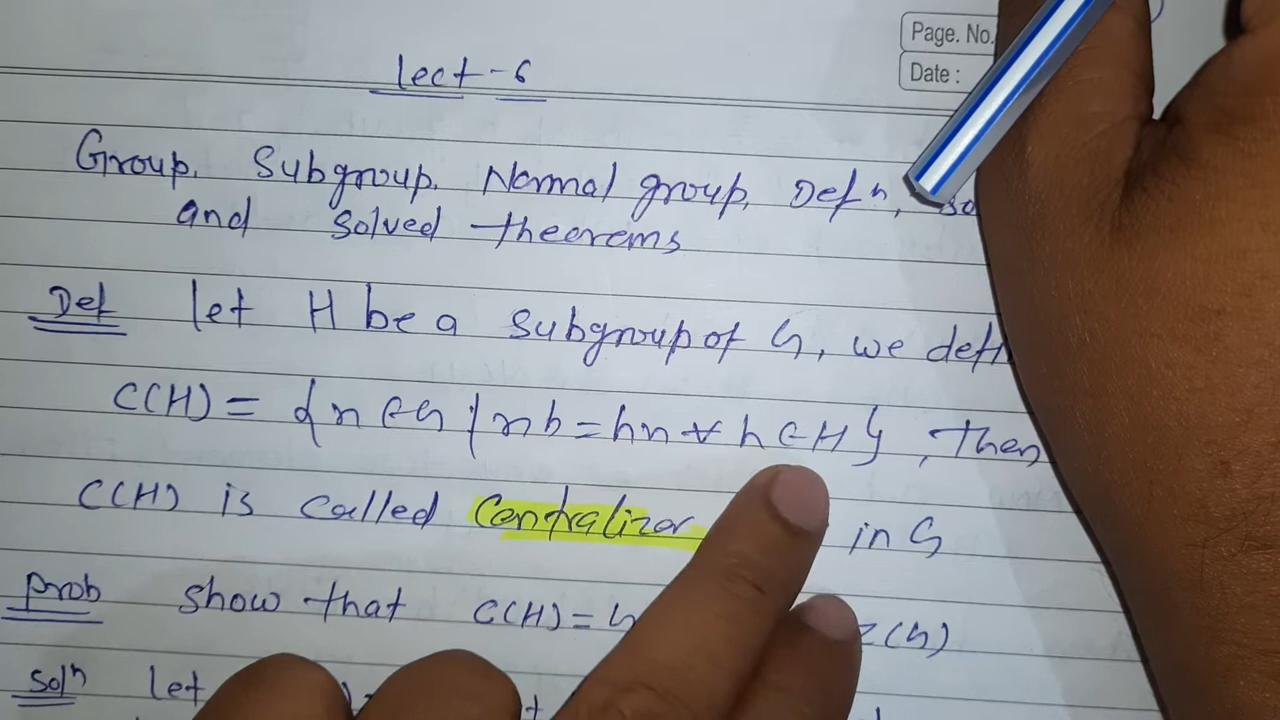 Page. No.
Date :
Lect - 6
Group, Subgroup, Normal group, Defn,
and solved theorems
Def let H be a subgroup of G, we
C(H) = {x ∈ G / xh = hx ∀ h ∈ H}, Then
C(H) is called Centralizer in G
Prob show that C(H) = G Z(G)
Soln let